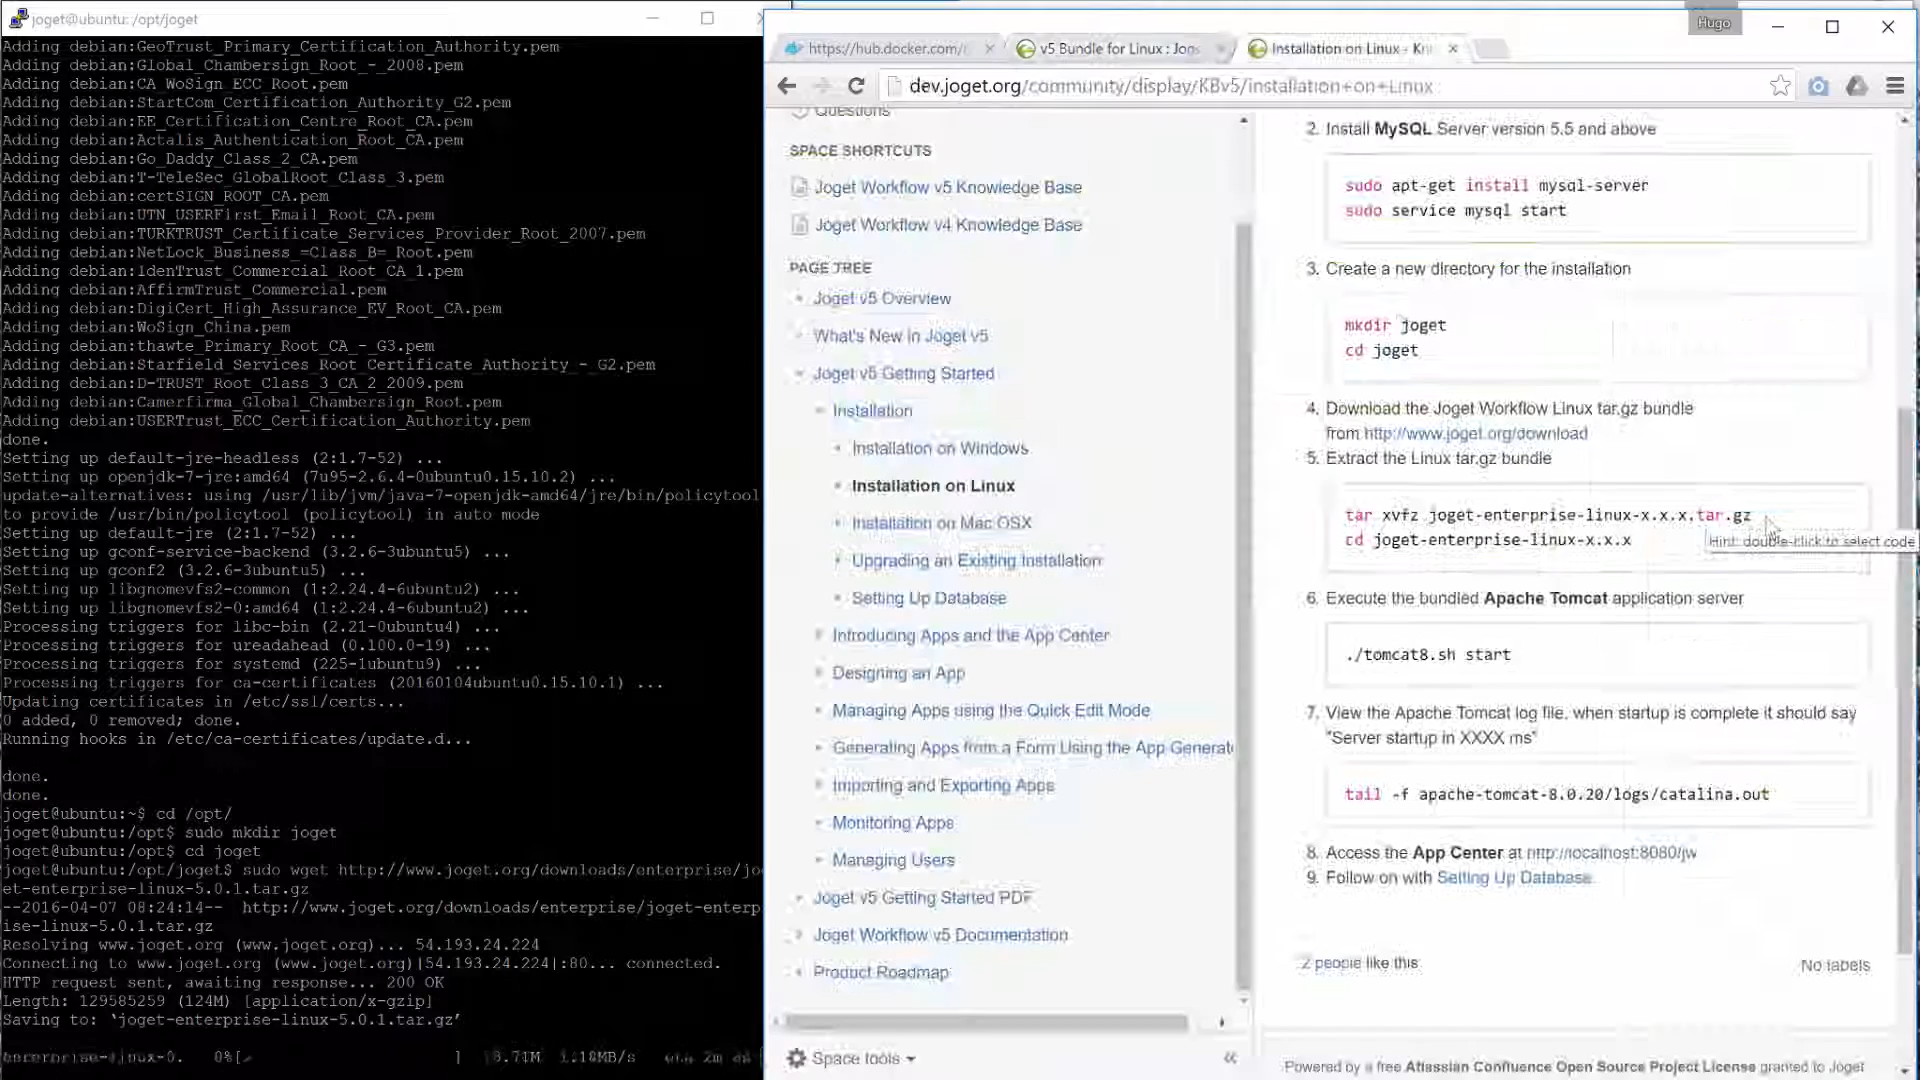 joget@ubuntu: /opt/joget
Adding debian:GeoTrust_Primary_Certification_Authority.pem
Adding debian:Global_Chambersign_Root_-_2008.pem
Adding debian:CA_WoSign_ECC_Root.pem
Adding debian:StartCom_Certification_Authority_G2.pem
Adding debian:EE_Certification_Centre_Root_CA.pem
Adding debian:Actalis_Authentication_Root_CA.pem
Adding debian:Go_Daddy_Class_2_CA.pem
Adding debian:T-TeleSec_GlobalRoot_Class_3.pem
Adding debian:certSIGN_ROOT_CA.pem
Adding debian:UTN_USERFirst_Email_Root_CA.pem
Adding debian:TURKTRUST_Certificate_Services_Provider_Root_2007.pem
Adding debian:NetLock_Business_=Class_B=_Root.pem
Adding debian:IdenTrust_Commercial_Root_CA_1.pem
Adding debian:AffirmTrust_Commercial.pem
Adding debian:DigiCert_High_Assurance_EV_Root_CA.pem
Adding debian:WoSign_China.pem
Adding debian:thawte_Primary_Root_CA_-_G3.pem
Adding debian:Starfield_Services_Root_Certificate_Authority_-_G2.pem
Adding debian:D-TRUST_Root_Class_3_CA_2_2009.pem
Adding debian:Camerfirma_Global_Chambersign_Root.pem
Adding debian:USERTrust_ECC_Certification_Authority.pem
done.
Setting up default-jre-headless (2:1.7-52) ...
Setting up openjdk-7-jre:amd64 (7u95-2.6.4-0ubuntu0.15.10.2) ...
update-alternatives: using /usr/lib/jvm/java-7-openjdk-amd64/jre/bin/policytool
to provide /usr/bin/policytool (policytool) in auto mode
Setting up default-jre (2:1.7-52) ...
Setting up gconf-service-backend (3.2.6-3ubuntu5) ...
Setting up gconf2 (3.2.6-3ubuntu5) ...
Setting up libgnomevfs2-common (1:2.24.4-6ubuntu2) ...
Setting up libgnomevfs2-0:amd64 (1:2.24.4-6ubuntu2) ...
Processing triggers for libc-bin (2.21-0ubuntu4) ...
Processing triggers for ureadahead (0.100.0-19) ...
Processing triggers for systemd (225-1ubuntu9) ...
Processing triggers for ca-certificates (20160104ubuntu0.15.10.1) ...
Updating certificates in /etc/ssl/certs...
0 added, 0 removed; done.
Running hooks in /etc/ca-certificates/update.d...
done.
done.
joget@ubuntu:~$ cd /opt/
joget@ubuntu:/opt$ sudo mkdir joget
joget@ubuntu:/opt$ cd joget
joget@ubuntu:/opt/joget$ sudo wget http://www.joget.org/downloads/enterprise/jo
et-enterprise-linux-5.0.1.tar.gz
--2016-04-07 08:24:14-- http://www.joget.org/downloads/enterprise/joget-enterp
ise-linux-5.0.1.tar.gz
Resolving www.joget.org (www.joget.org)... 54.193.24.224
Connecting to www.joget.org (www.joget.org)|54.193.24.224|:80... connected.
HTTP request sent, awaiting response... 200 OK
Length: 129585259 (124M) [application/x-gzip]
Saving to: ‘joget-enterprise-linux-5.0.1.tar.gz’
0%[ ]
Hugo
https://hub.docker.com/
v5 Bundle for Linux : Jog
Installation on Linux - Kn
dev.joget.org/community/display/KBv5/Installation+on+Linux
Questions
SPACE SHORTCUTS
Joget Workflow v5 Knowledge Base
Joget Workflow v4 Knowledge Base
PAGE TREE
Joget v5 Overview
What's New in Joget v5
Joget v5 Getting Started
Installation
Installation on Windows
Installation on Linux
Installation on Mac OSX
Upgrading an Existing Installation
Setting Up Database
Introducing Apps and the App Center
Designing an App
Managing Apps using the Quick Edit Mode
Generating Apps from a Form Using the App Generat
Importing and Exporting Apps
Monitoring Apps
Managing Users
Joget v5 Getting Started PDF
Joget Workflow v5 Documentation
Product Roadmap
Space tools
2. Install MySQL Server version 5.5 and above
sudo apt-get install mysql-server
sudo service mysql start
3. Create a new directory for the installation
mkdir joget
cd joget
4. Download the Joget Workflow Linux tar.gz bundle
from http://www.joget.org/download
5. Extract the Linux tar.gz bundle
tar xvfz joget-enterprise-linux-x.x.x.tar.gz
cd joget-enterprise-linux-x.x.x
Hint: double-click to select code
6. Execute the bundled Apache Tomcat application server
./tomcat8.sh start
7. View the Apache Tomcat log file, when startup is complete it should say
"Server startup in XXXX ms"
tail -f apache-tomcat-8.0.20/logs/catalina.out
8. Access the App Center at http://localhost:8080/jw
9. Follow on with Setting Up Database.
2 people like this
No labels
Powered by a free Atlassian Confluence Open Source Project License granted to Joget